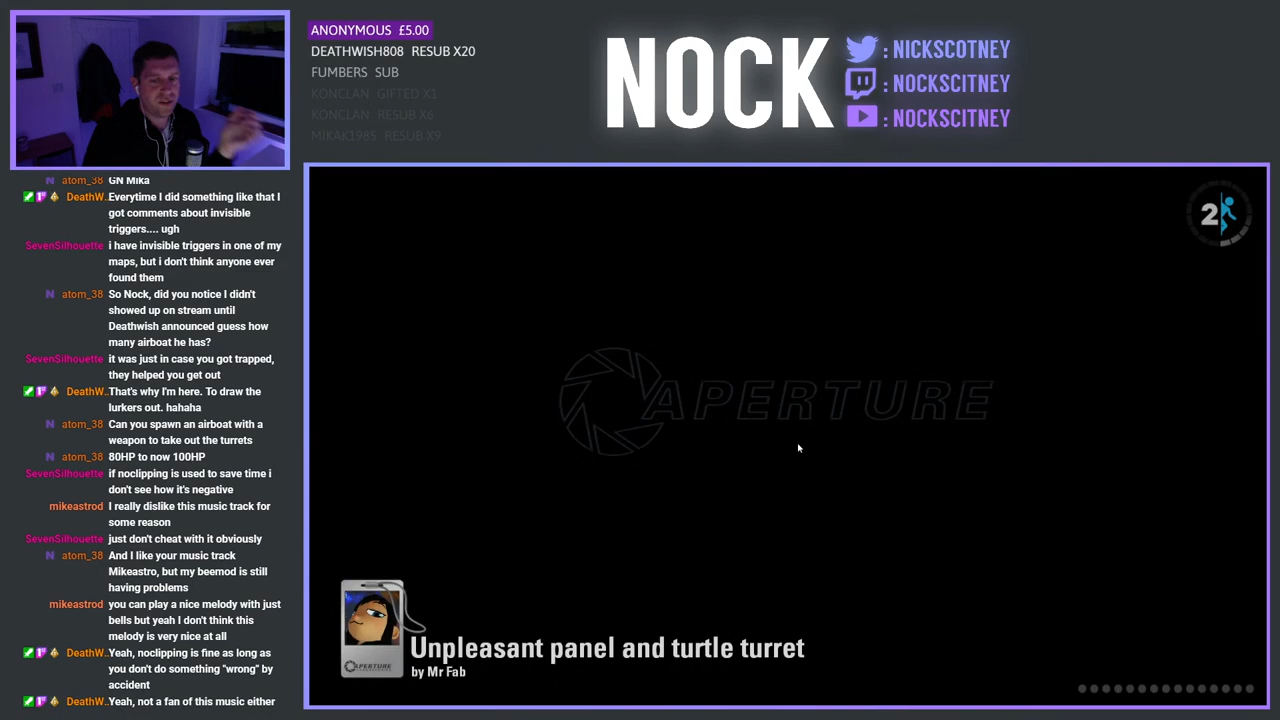 ANONYMOUS £5.00
DEATHWISH808 RESUB X20
FUMBERS SUB
KONCLAN GIFTED X1
KONCLAN RESUB X6
MIKAK1985 RESUB X9
NOCK
: NICKSCOTNEY
: NOCKSCITNEY
: NOCKSCITNEY
atom_38 GN Mika
DeathW.. Everytime I did something like that I
got comments about invisible
triggers.... ugh
SevenSilhouette i have invisible triggers in one of my
maps, but i don't think anyone ever
found them
atom_38 So Nock, did you notice I didn't
showed up on stream until
Deathwish announced guess how
many airboat he has?
SevenSilhouette it was just in case you got trapped,
they helped you get out
DeathW.. That's why I'm here. To draw the
lurkers out. hahaha
atom_38 Can you spawn an airboat with a
weapon to take out the turrets
atom_38 80HP to now 100HP
SevenSilhouette if noclipping is used to save time i
don't see how it's negative
mikeastrod I really dislike this music track for
some reason
SevenSilhouette just don't cheat with it obviously
atom_38 And I like your music track
Mikeastro, but my beemod is still
having problems
mikeastrod you can play a nice melody with just
bells but yeah I don't think this
melody is very nice at all
DeathW.. Yeah, noclipping is fine as long as
you don't do something "wrong" by
accident
DeathW.. Yeah, not a fan of this music either
2
APERTURE
APERTURE
Unpleasant panel and turtle turret
by Mr Fab